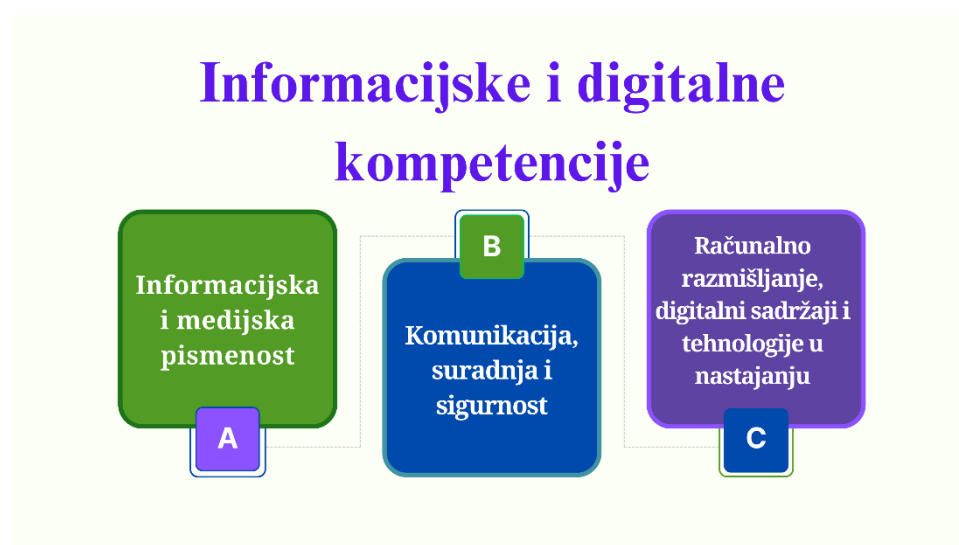 Informacijske i digitalne
kompetencije
Informacijska
i medijska
pismenost
A
B
Komunikacija,
suradnja i
sigurnost
Računalno
razmišljanje,
digitalni sadržaji i
tehnologije u
nastajanju
C